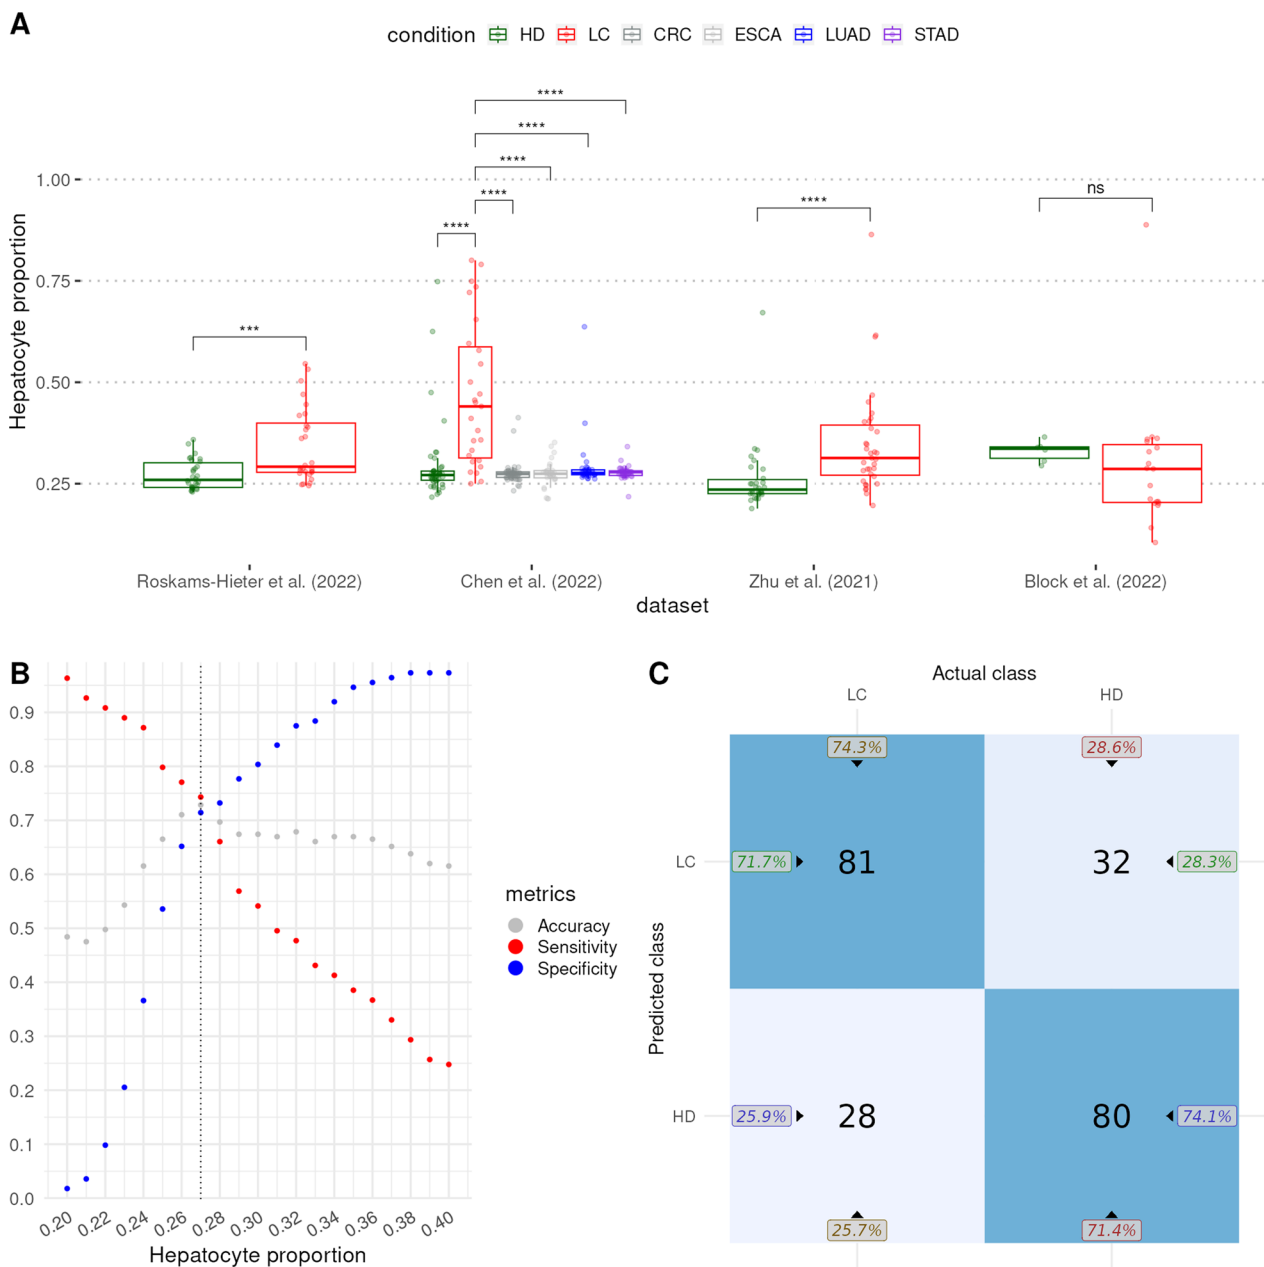 A
condition HD LC CRC ESCA LUAD STAD
****
****
****
****
****
***
****
ns
Hepatocyte proportion
1.00
0.75
0.50
0.25
Roskams-Hieter et al. (2022) Chen et al. (2022) Zhu et al. (2021) Block et al. (2022)
dataset
B
0.9
0.8
0.7
0.6
0.5
0.4
0.3
0.2
0.1
0.0
0.20 0.22 0.24 0.26 0.28 0.30 0.32 0.34 0.36 0.38 0.40
Hepatocyte proportion
metrics
Accuracy
Sensitivity
Specificity
C
Actual class
LC HD
Predicted class
74.3% 28.6%
LC 71.7% 81 32 28.3%
HD 25.9% 28 80 74.1%
25.7% 71.4%